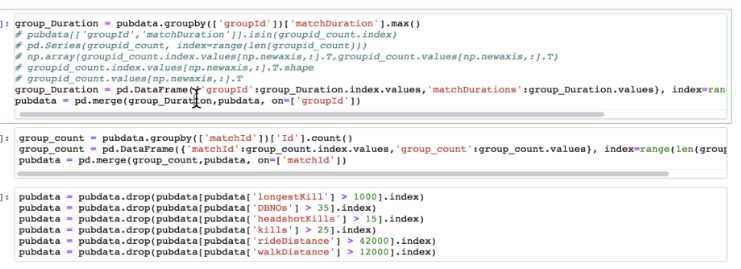 ]: group_Duration = pubdata.groupby(['groupId'])['matchDuration'].max()
# pubdata[['groupId','matchDuration']].isin(groupid_count.index)
# pd.Series(groupid_count, index=range(len(groupid_count)))
# np.array(groupid_count.index.values[np.newaxis,:].T,groupid_count.values[np.newaxis,:].T)
# groupid_count.index.values[np.newaxis,:].T.shape
# groupid_count.values[np.newaxis,:].T
group_Duration = pd.DataFrame({'groupId':group_Duration.index.values,'matchDurations':group_Duration.values}, index=ran
pubdata = pd.merge(group_Duration,pubdata, on=['groupId'])
]: group_count = pubdata.groupby(['matchId'])['Id'].count()
group_count = pd.DataFrame({'matchId':group_count.index.values,'group_count':group_count.values}, index=range(len(group
pubdata = pd.merge(group_count,pubdata, on=['matchId'])
]: pubdata = pubdata.drop(pubdata[pubdata['longestKill'] > 1000].index)
pubdata = pubdata.drop(pubdata[pubdata['DBNOs'] > 35].index)
pubdata = pubdata.drop(pubdata[pubdata['headshotKills'] > 15].index)
pubdata = pubdata.drop(pubdata[pubdata['kills'] > 25].index)
pubdata = pubdata.drop(pubdata[pubdata['rideDistance'] > 42000].index)
pubdata = pubdata.drop(pubdata[pubdata['walkDistance'] > 12000].index)